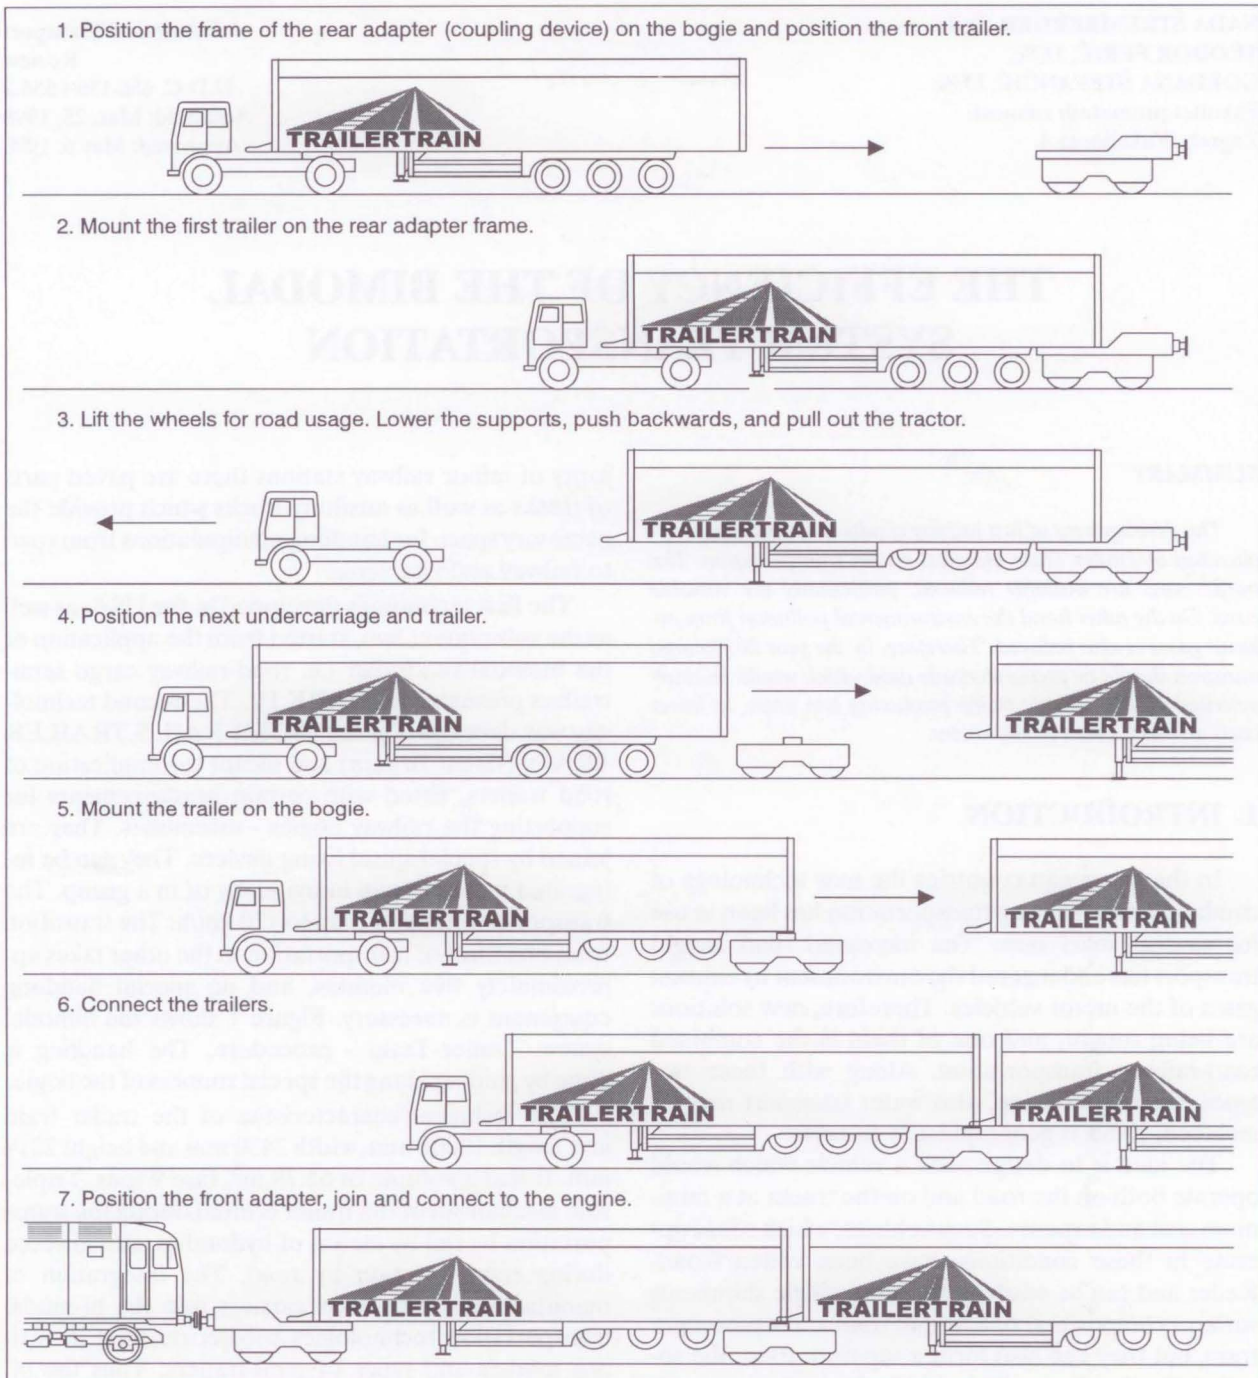 1. Position the frame of the rear adapter (coupling device) on the bogie and position the front trailer.
TRAILERTRAIN
2. Mount the first trailer on the rear adapter frame.
TRAILERTRAIN
3. Lift the wheels for road usage. Lower the supports, push backwards, and pull out the tractor.
TRAILERTRAIN
4. Position the next undercarriage and trailer.
TRAILERTRAIN TRAILERTRAIN
5. Mount the trailer on the bogie.
TRAILERTRAIN TRAILERTRAIN
6. Connect the trailers.
TRAILERTRAIN TRAILERTRAIN
7. Position the front adapter, join and connect to the engine.
TRAILERTRAIN TRAILERTRAIN